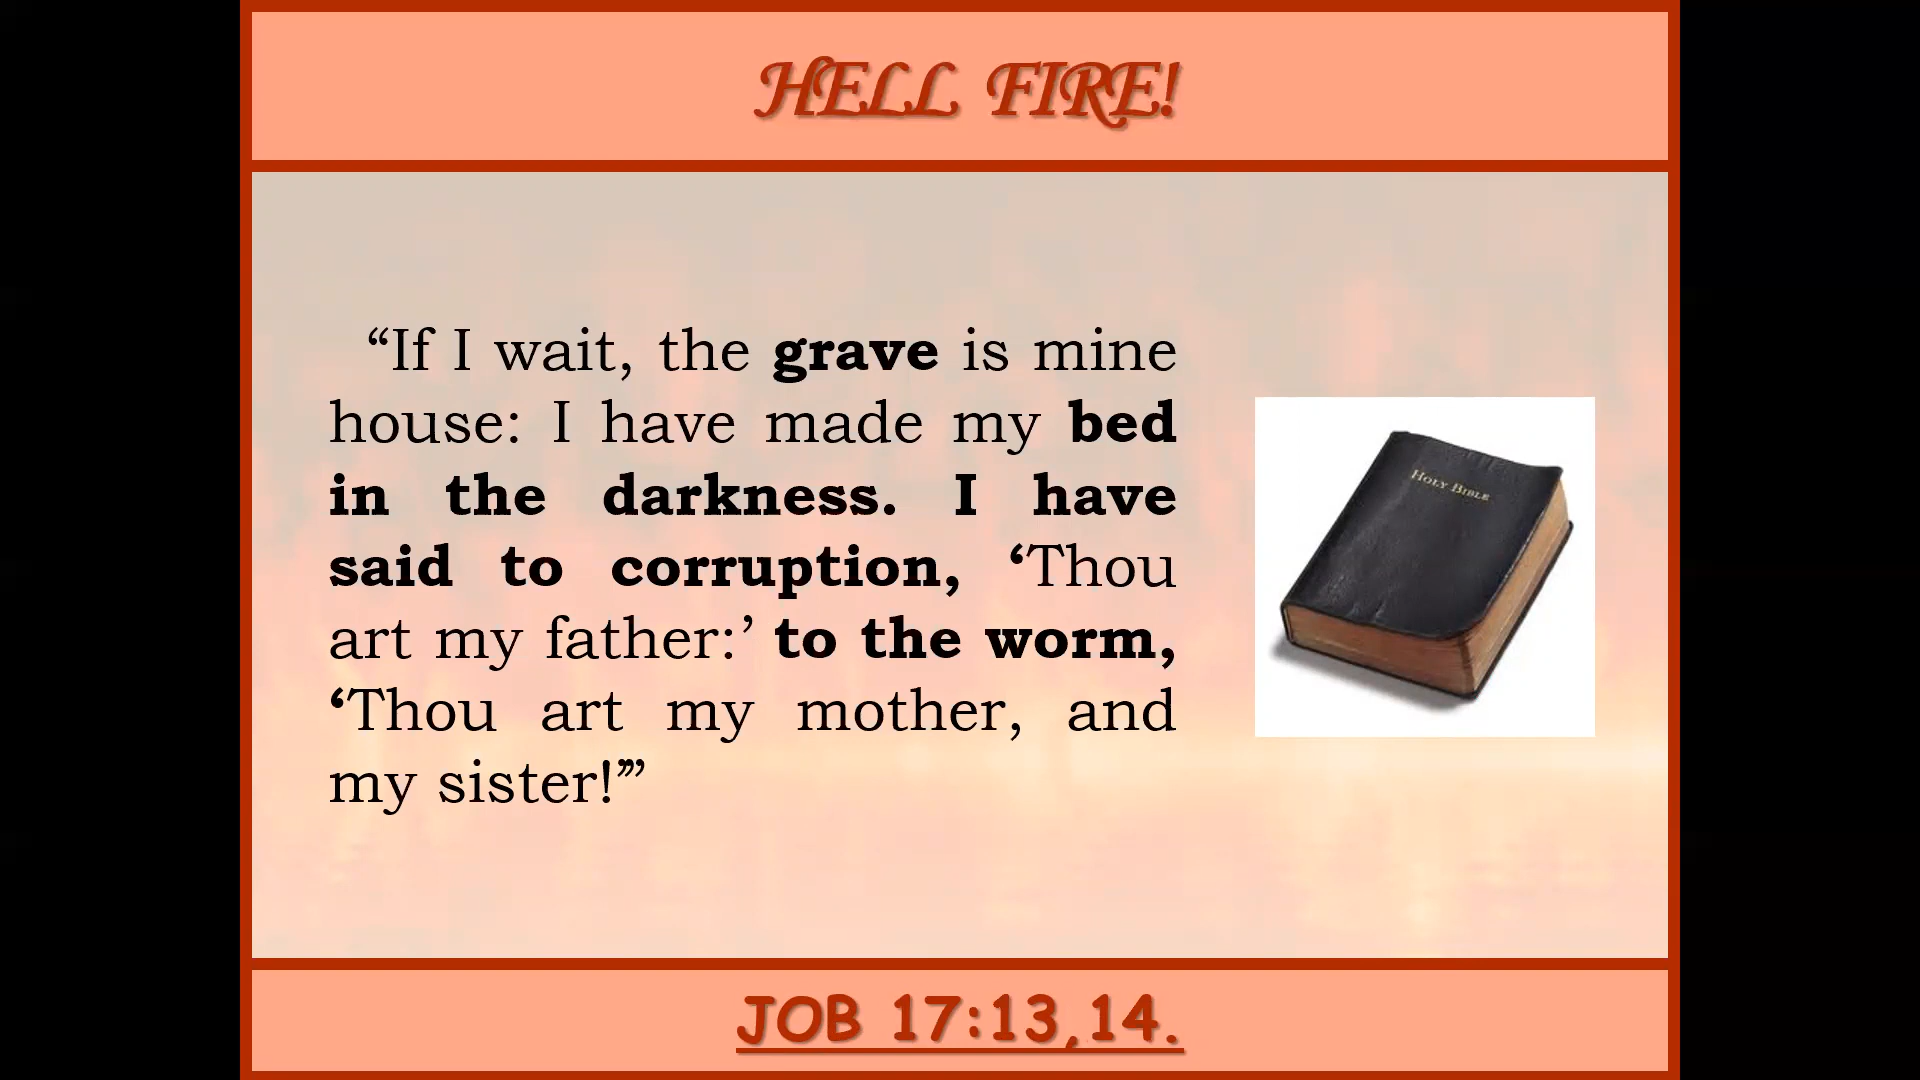 HELL FIRE!
“If I wait, the grave is mine
house: I have made my bed
in the darkness. I have
said to corruption, ‘Thou
art my father:’ to the worm,
‘Thou art my mother, and
my sister!’”
HOLY BIBLE
JOB 17:13,14.